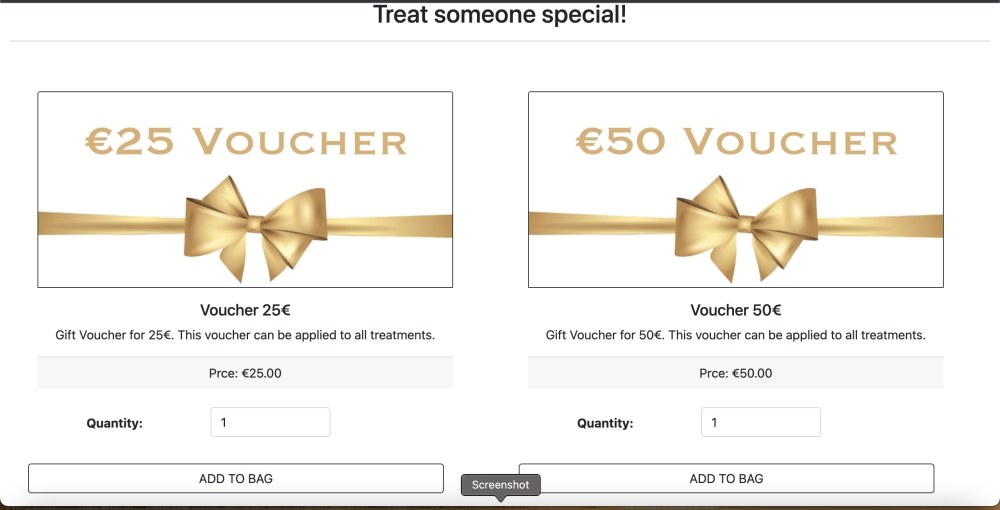 Treat someone special!
€25 VOUCHER
€50 VOUCHER
Voucher 25€
Voucher 50€
Gift Voucher for 25€. This voucher can be applied to all treatments.
Gift Voucher for 50€. This voucher can be applied to all treatments.
Prce: €25.00
Prce: €50.00
Quantity: 1
Quantity: 1
ADD TO BAG
ADD TO BAG
Screenshot